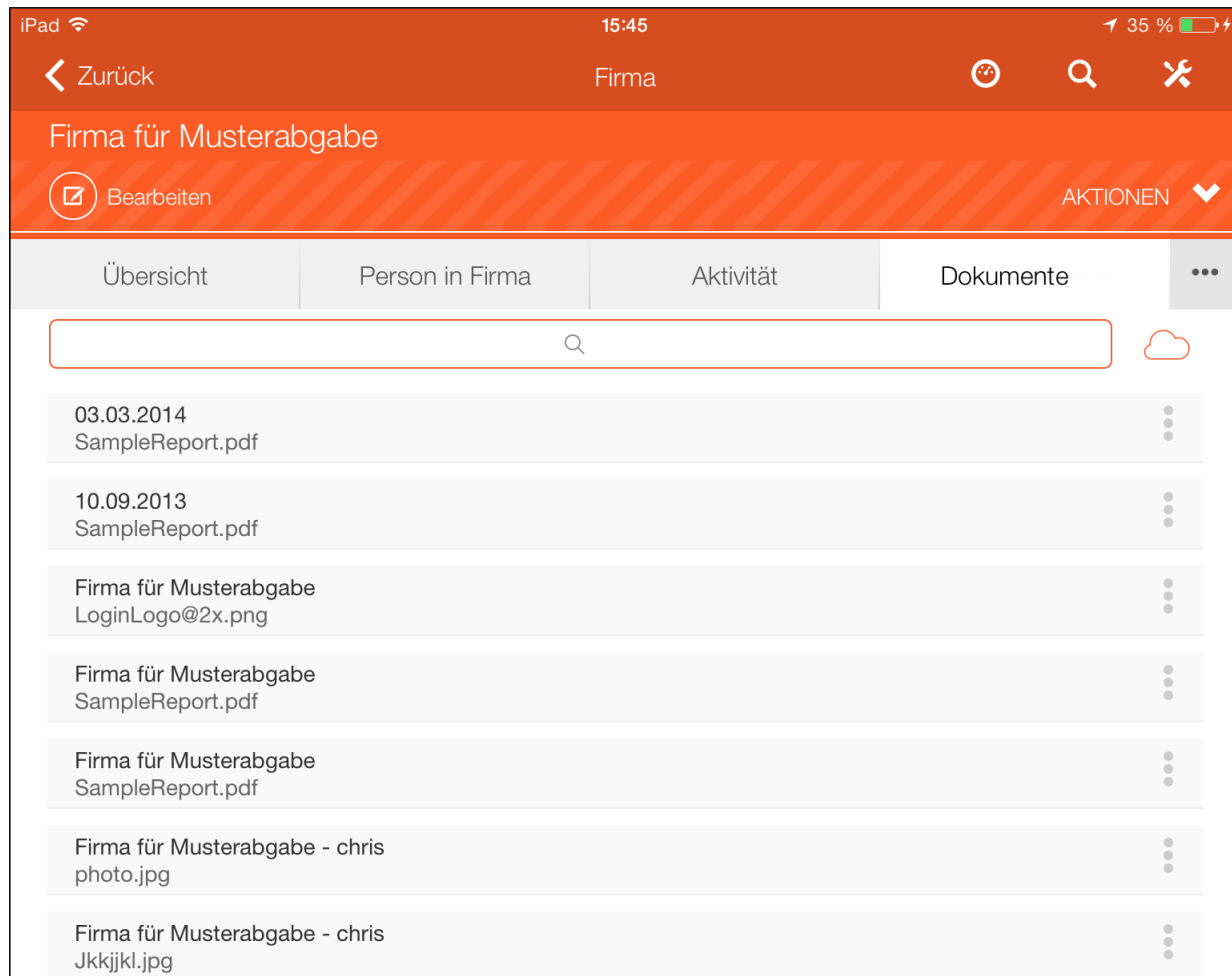 iPad 15:45 35 %
Zurück Firma
Firma für Musterabgabe
Bearbeiten AKTIONEN
Übersicht Person in Firma Aktivität Dokumente
03.03.2014
SampleReport.pdf
10.09.2013
SampleReport.pdf
Firma für Musterabgabe
LoginLogo@2x.png
Firma für Musterabgabe
SampleReport.pdf
Firma für Musterabgabe
SampleReport.pdf
Firma für Musterabgabe - chris
photo.jpg
Firma für Musterabgabe - chris
Jkkjjkl.jpg